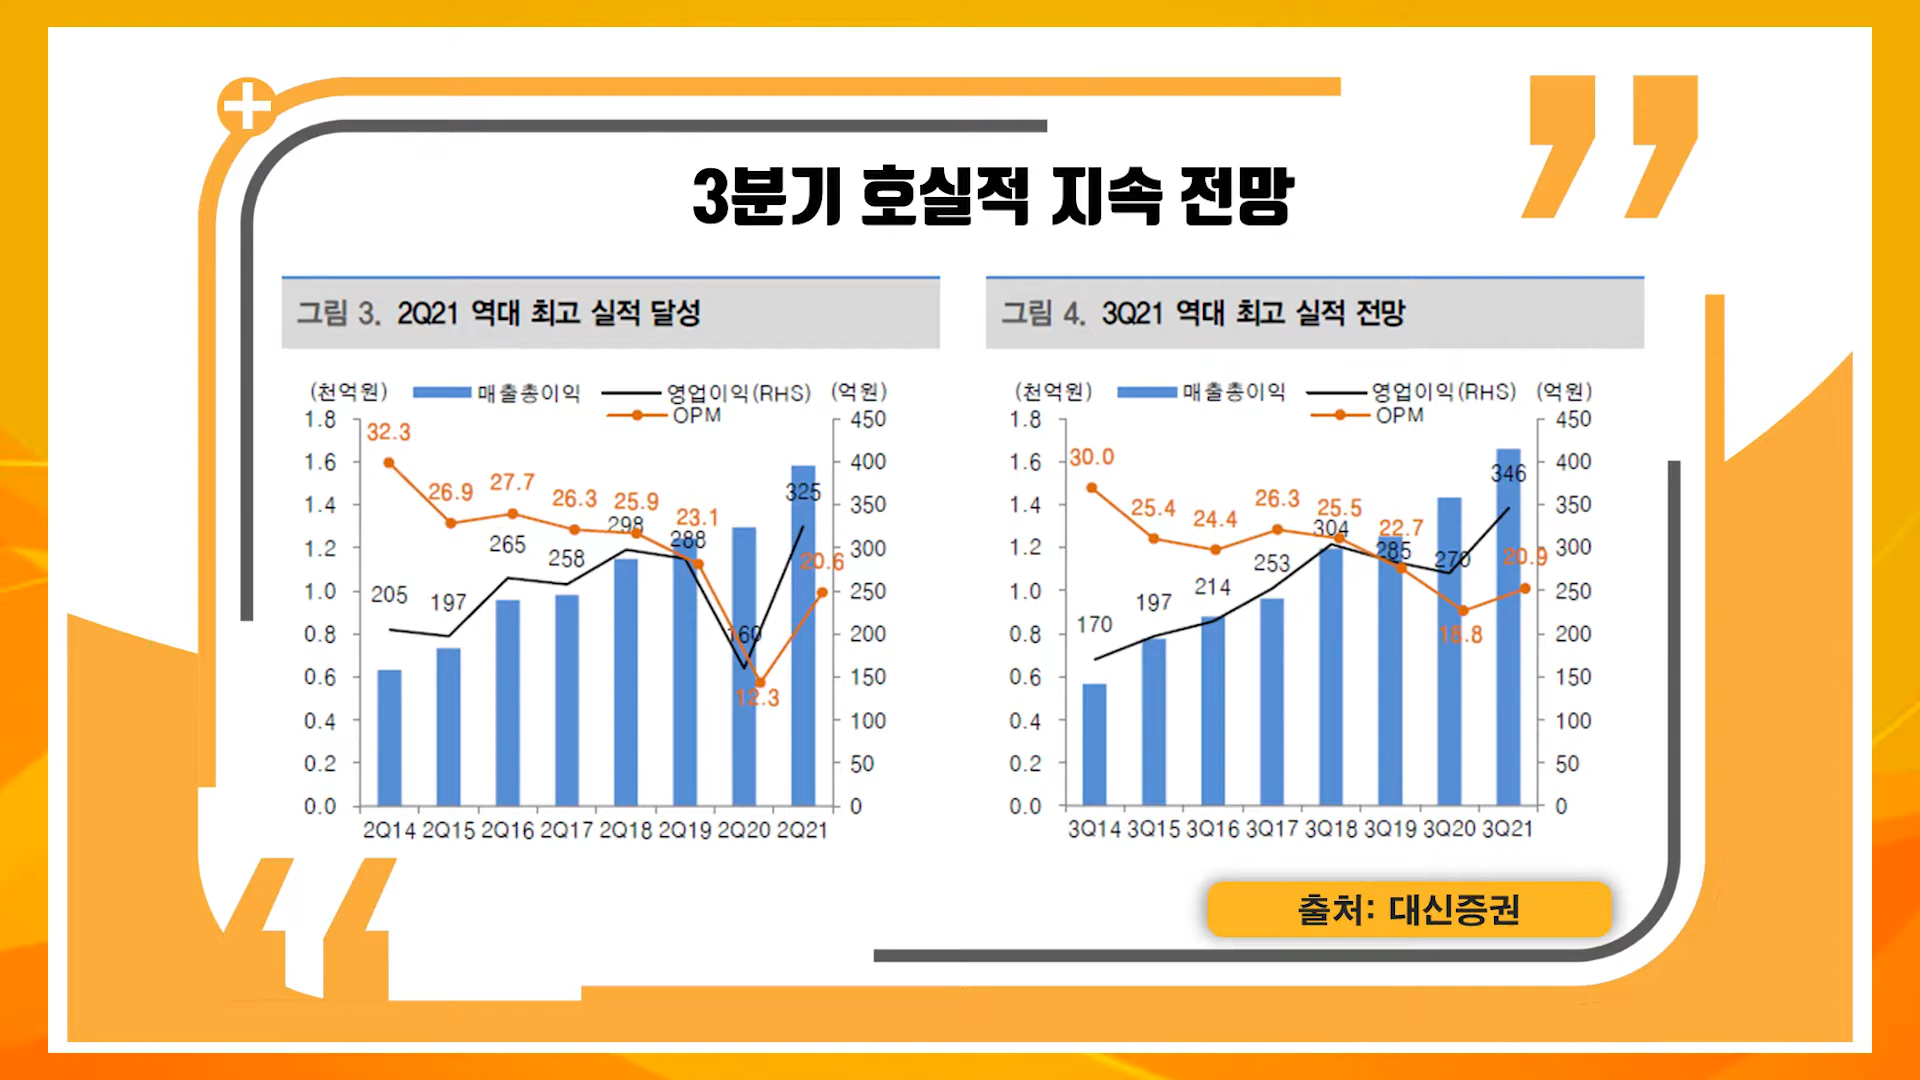 3분기 호실적 지속 전망
그림 3. 2Q21 역대 최고 실적 달성
(천억원) 매출총이익 영업이익(RHS) (억원)
OPM
1.8
1.6
1.4
1.2
1.0
0.8
0.6
0.4
0.2
0.0
32.3 26.9 27.7 26.3 25.9 23.1 12.3 20.6
205 197 265 258 298 288 160 325
450
400
350
300
250
200
150
100
50
0
2Q14 2Q15 2Q16 2Q17 2Q18 2Q19 2Q20 2Q21
그림 4. 3Q21 역대 최고 실적 전망
(천억원) 매출총이익 영업이익(RHS) (억원)
OPM
1.8
1.6
1.4
1.2
1.0
0.8
0.6
0.4
0.2
0.0
30.0 25.4 24.4 26.3 25.5 22.7 18.8 20.9
170 197 214 253 304 285 270 346
450
400
350
300
250
200
150
100
50
0
3Q14 3Q15 3Q16 3Q17 3Q18 3Q19 3Q20 3Q21
출처: 대신증권